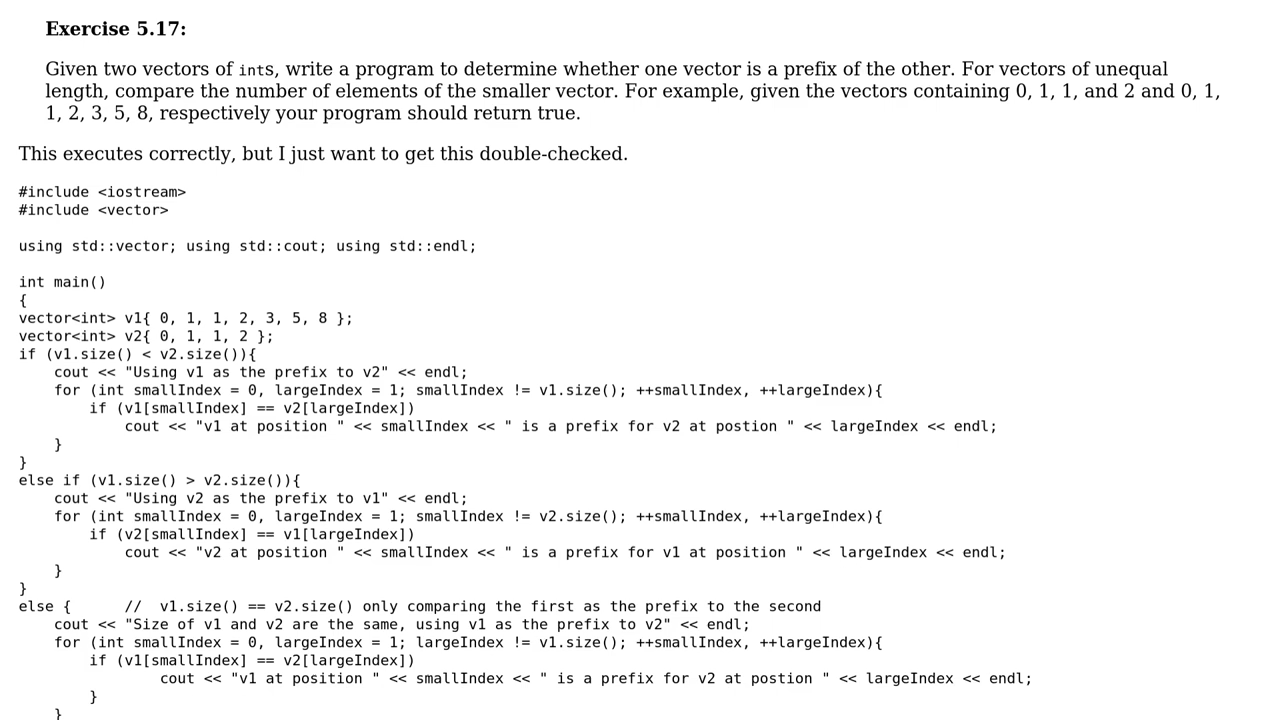 Exercise 5.17:
Given two vectors of ints, write a program to determine whether one vector is a prefix of the other. For vectors of unequal
length, compare the number of elements of the smaller vector. For example, given the vectors containing 0, 1, 1, and 2 and 0, 1,
1, 2, 3, 5, 8, respectively your program should return true.
This executes correctly, but I just want to get this double-checked.
#include <iostream>
#include <vector>
using std::vector; using std::cout; using std::endl;
int main()
{
vector<int> v1{ 0, 1, 1, 2, 3, 5, 8 };
vector<int> v2{ 0, 1, 1, 2 };
if (v1.size() < v2.size()){
    cout << "Using v1 as the prefix to v2" << endl;
    for (int smallIndex = 0, largeIndex = 1; smallIndex != v1.size(); ++smallIndex, ++largeIndex){
        if (v1[smallIndex] == v2[largeIndex])
            cout << "v1 at position " << smallIndex << " is a prefix for v2 at postion " << largeIndex << endl;
    }
}
else if (v1.size() > v2.size()){
    cout << "Using v2 as the prefix to v1" << endl;
    for (int smallIndex = 0, largeIndex = 1; smallIndex != v2.size(); ++smallIndex, ++largeIndex){
        if (v2[smallIndex] == v1[largeIndex])
            cout << "v2 at position " << smallIndex << " is a prefix for v1 at position " << largeIndex << endl;
    }
}
else {      //  v1.size() == v2.size() only comparing the first as the prefix to the second
    cout << "Size of v1 and v2 are the same, using v1 as the prefix to v2" << endl;
    for (int smallIndex = 0, largeIndex = 1; largeIndex != v1.size(); ++smallIndex, ++largeIndex){
        if (v1[smallIndex] == v2[largeIndex])
                cout << "v1 at position " << smallIndex << " is a prefix for v2 at postion " << largeIndex << endl;
        }
    }